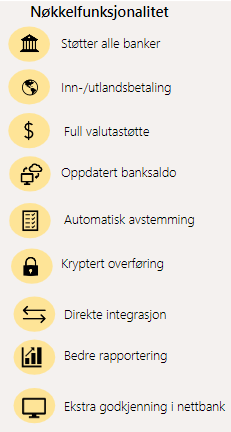 Nøkkelfunksjonalitet
Støtter alle banker
Inn-/utlandsbetaling
Full valutastøtte
Oppdatert banksaldo
Automatisk avstemming
Kryptert overføring
Direkte integrasjon
Bedre rapportering
Ekstra godkjenning i nettbank